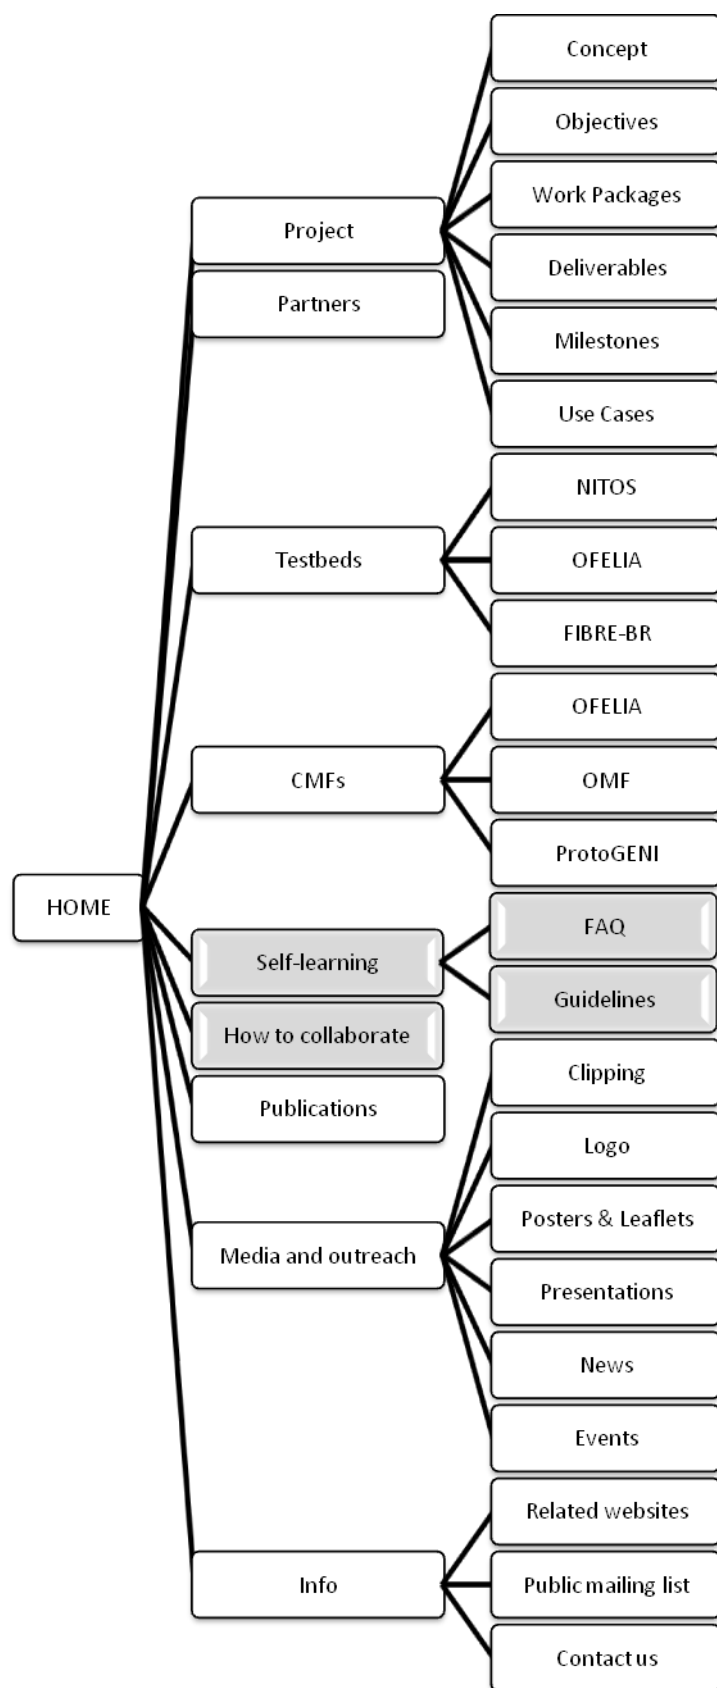 HOME
Project
Concept
Objectives
Work Packages
Deliverables
Milestones
Use Cases
Partners
Testbeds
NITOS
OFELIA
FIBRE-BR
CMFs
OFELIA
OMF
ProtoGENI
Self-learning
FAQ
Guidelines
How to collaborate
Publications
Media and outreach
Clipping
Logo
Posters & Leaflets
Presentations
News
Events
Info
Related websites
Public mailing list
Contact us